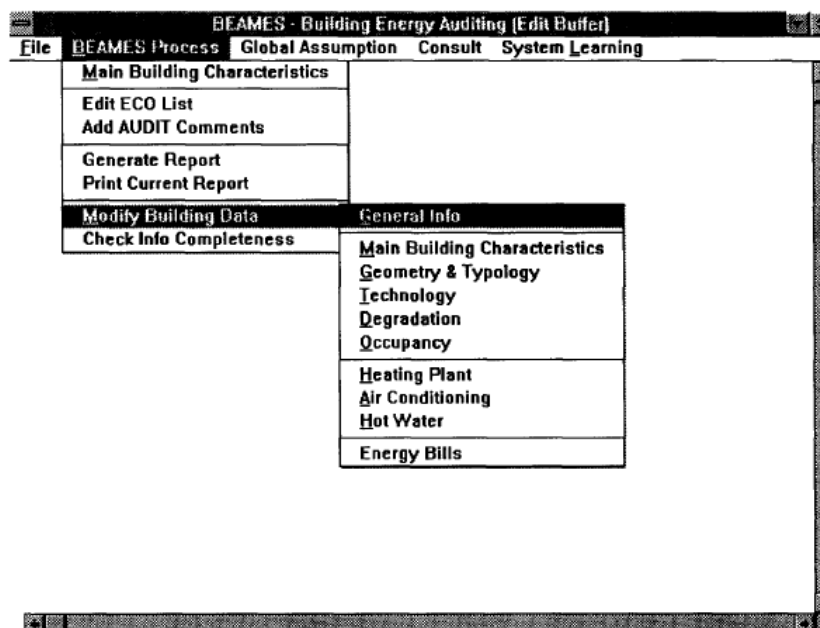 BEAMES - Building Energy Auditing (Edit Buffer)
File BEAMES Process Global Assumption Consult System Learning
Main Building Characteristics
Edit ECO List
Add AUDIT Comments
Generate Report
Print Current Report
Modify Building Data
Check Info Completeness
General Info
Main Building Characteristics
Geometry & Typology
Technology
Degradation
Occupancy
Heating Plant
Air Conditioning
Hot Water
Energy Bills